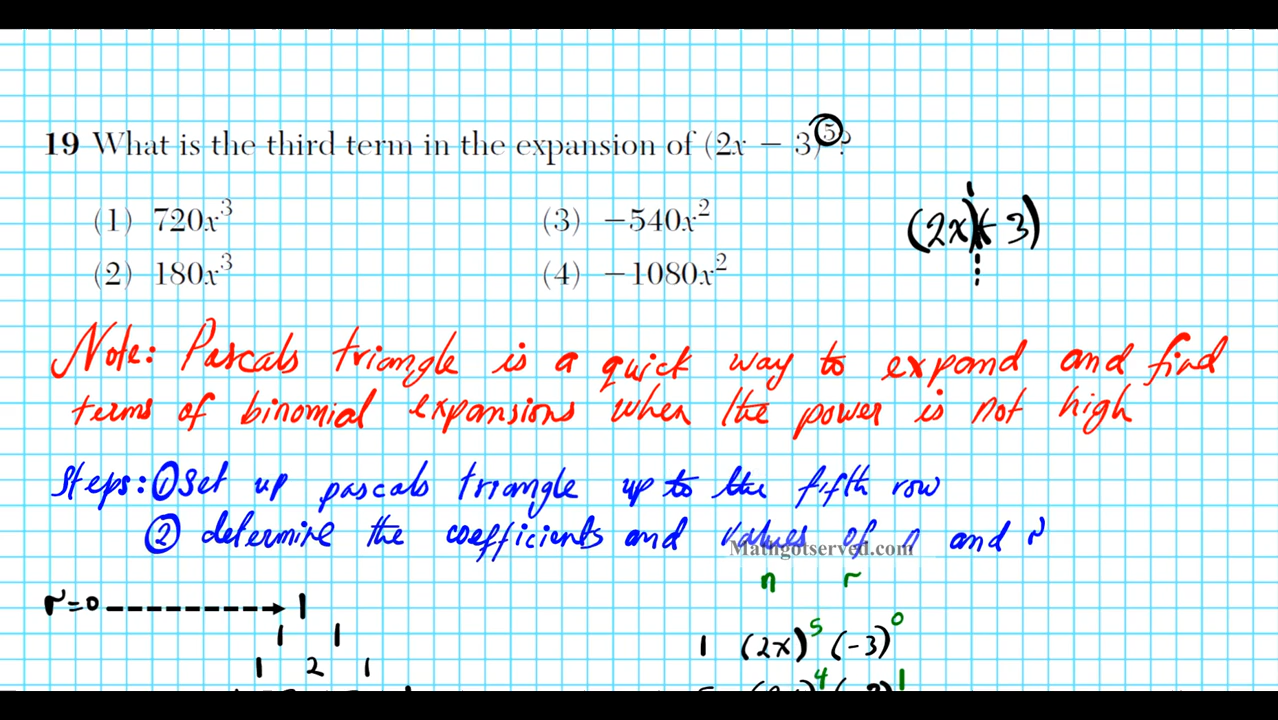 19 What is the third term in the expansion of (2x − 3)⁵?
(1) 720x³
(2) 180x³
(3) −540x²
(4) −1080x²
(2x)(-3)
Note: Pascals triangle is a quick way to expand and find
terms of binomial expansions when the power is not high
Steps: ① Set up pascals triangle up to the fifth row
② determine the coefficients and values of n and r
Mathgotserved.com
n r
r=0 1
1 1
1 2 1
1 (2x)⁵ (-3)⁰